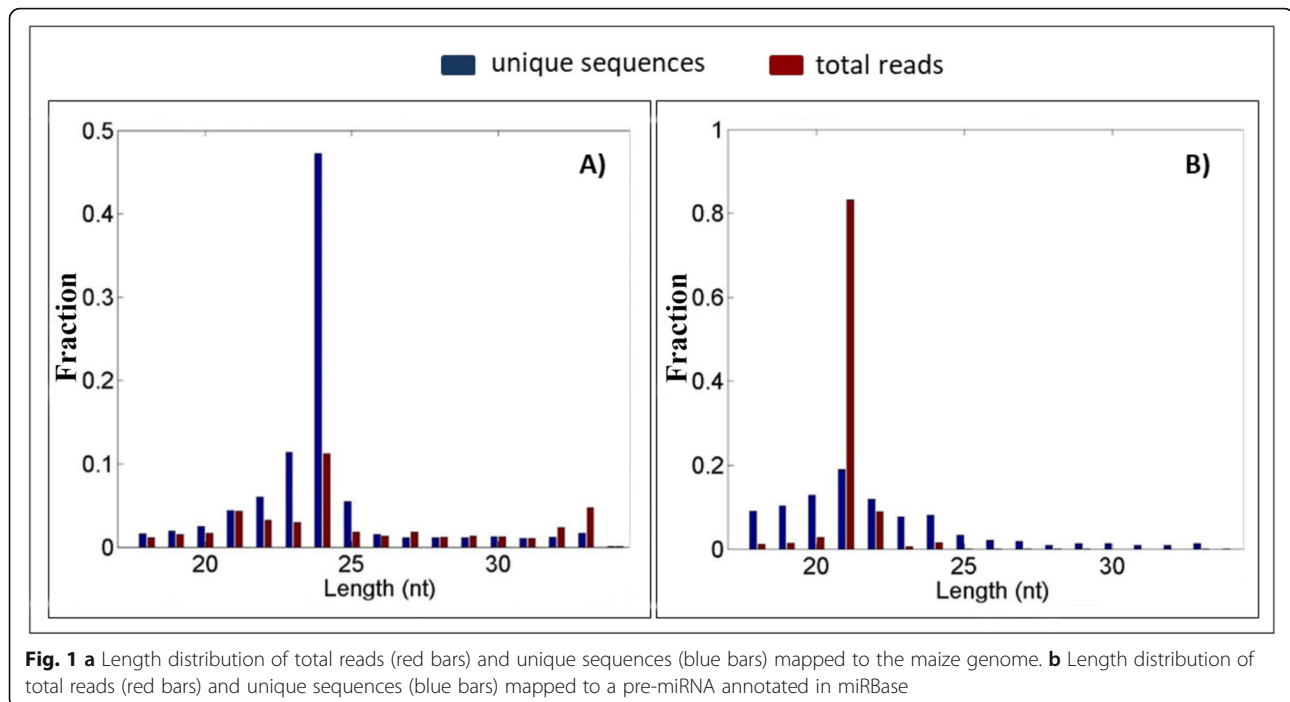 unique sequences total reads
A)
Fraction
0.5
0.4
0.3
0.2
0.1
0
20 25 30
Length (nt)
B)
Fraction
1
0.8
0.6
0.4
0.2
0
20 25 30
Length (nt)
Fig. 1 a Length distribution of total reads (red bars) and unique sequences (blue bars) mapped to the maize genome. b Length distribution of
total reads (red bars) and unique sequences (blue bars) mapped to a pre-miRNA annotated in miRBase